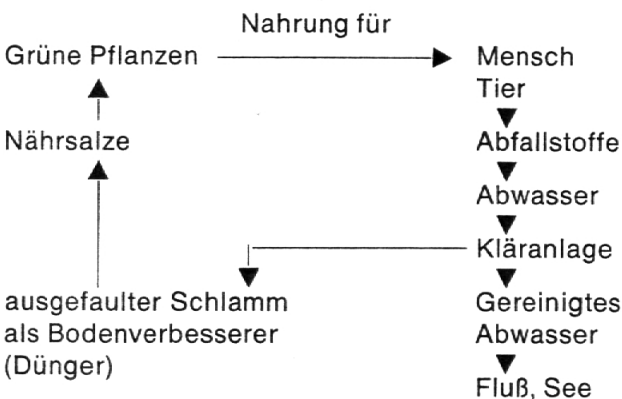 Nahrung für
Grüne Pflanzen
Mensch
Tier
Nährsalze
Abfallstoffe
Abwasser
Kläranlage
ausgefaulter Schlamm
als Bodenverbesserer
(Dünger)
Gereinigtes
Abwasser
Fluß, See